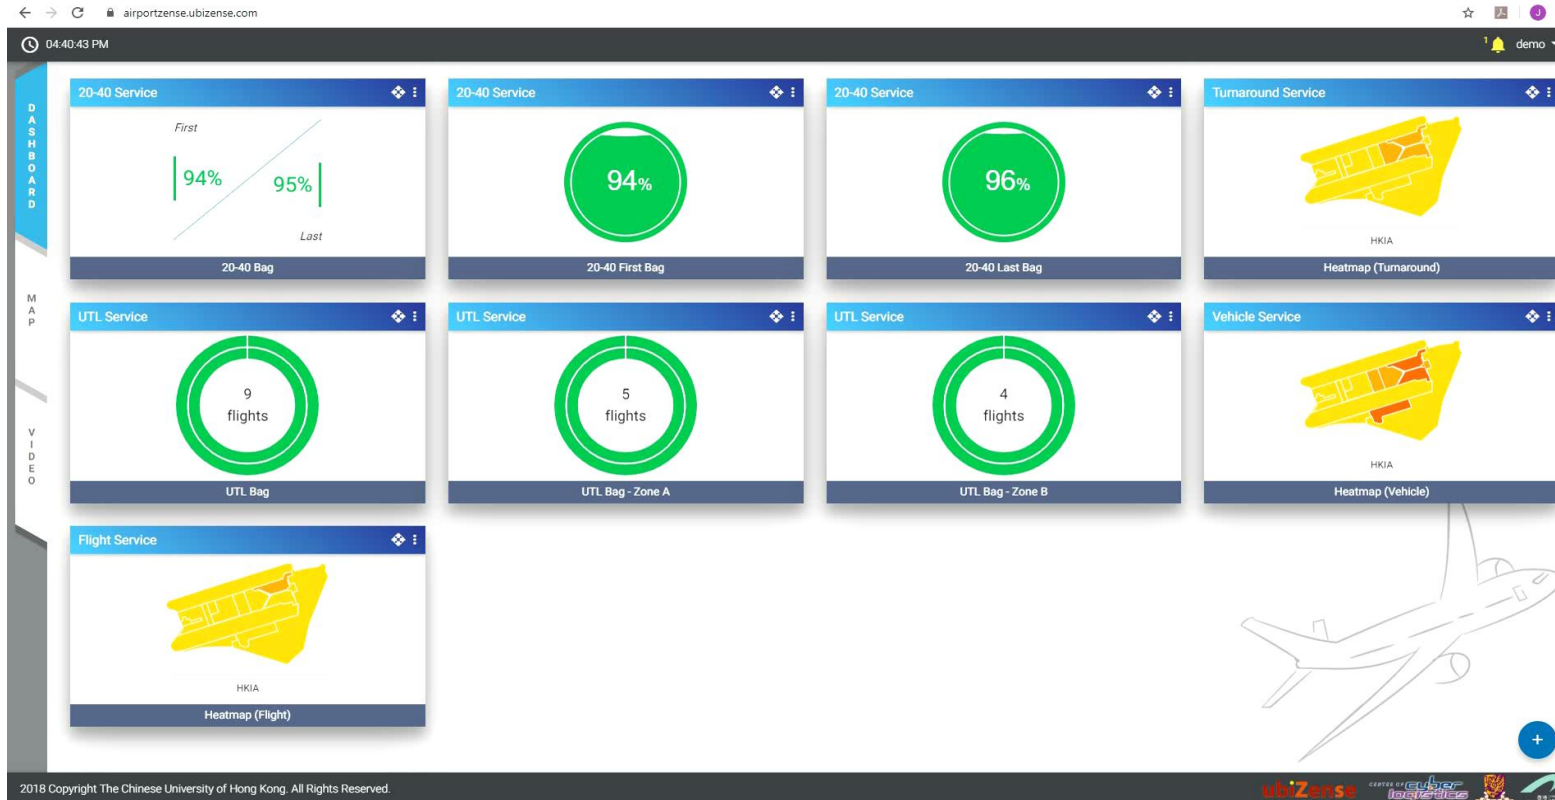 airportzense.ubizense.com
J
04:40:43 PM
1
demo
DASHBOARD
MAP
VIDEO
20-40 Service
First
94%
95%
Last
20-40 Bag
20-40 Service
94%
20-40 First Bag
20-40 Service
96%
20-40 Last Bag
Turnaround Service
HKIA
Heatmap (Turnaround)
UTL Service
9
flights
UTL Bag
UTL Service
5
flights
UTL Bag - Zone A
UTL Service
4
flights
UTL Bag - Zone B
Vehicle Service
HKIA
Heatmap (Vehicle)
Flight Service
HKIA
Heatmap (Flight)
+
2018 Copyright The Chinese University of Hong Kong. All Rights Reserved.
ubiZense
CENTRE OF cyber
logistics